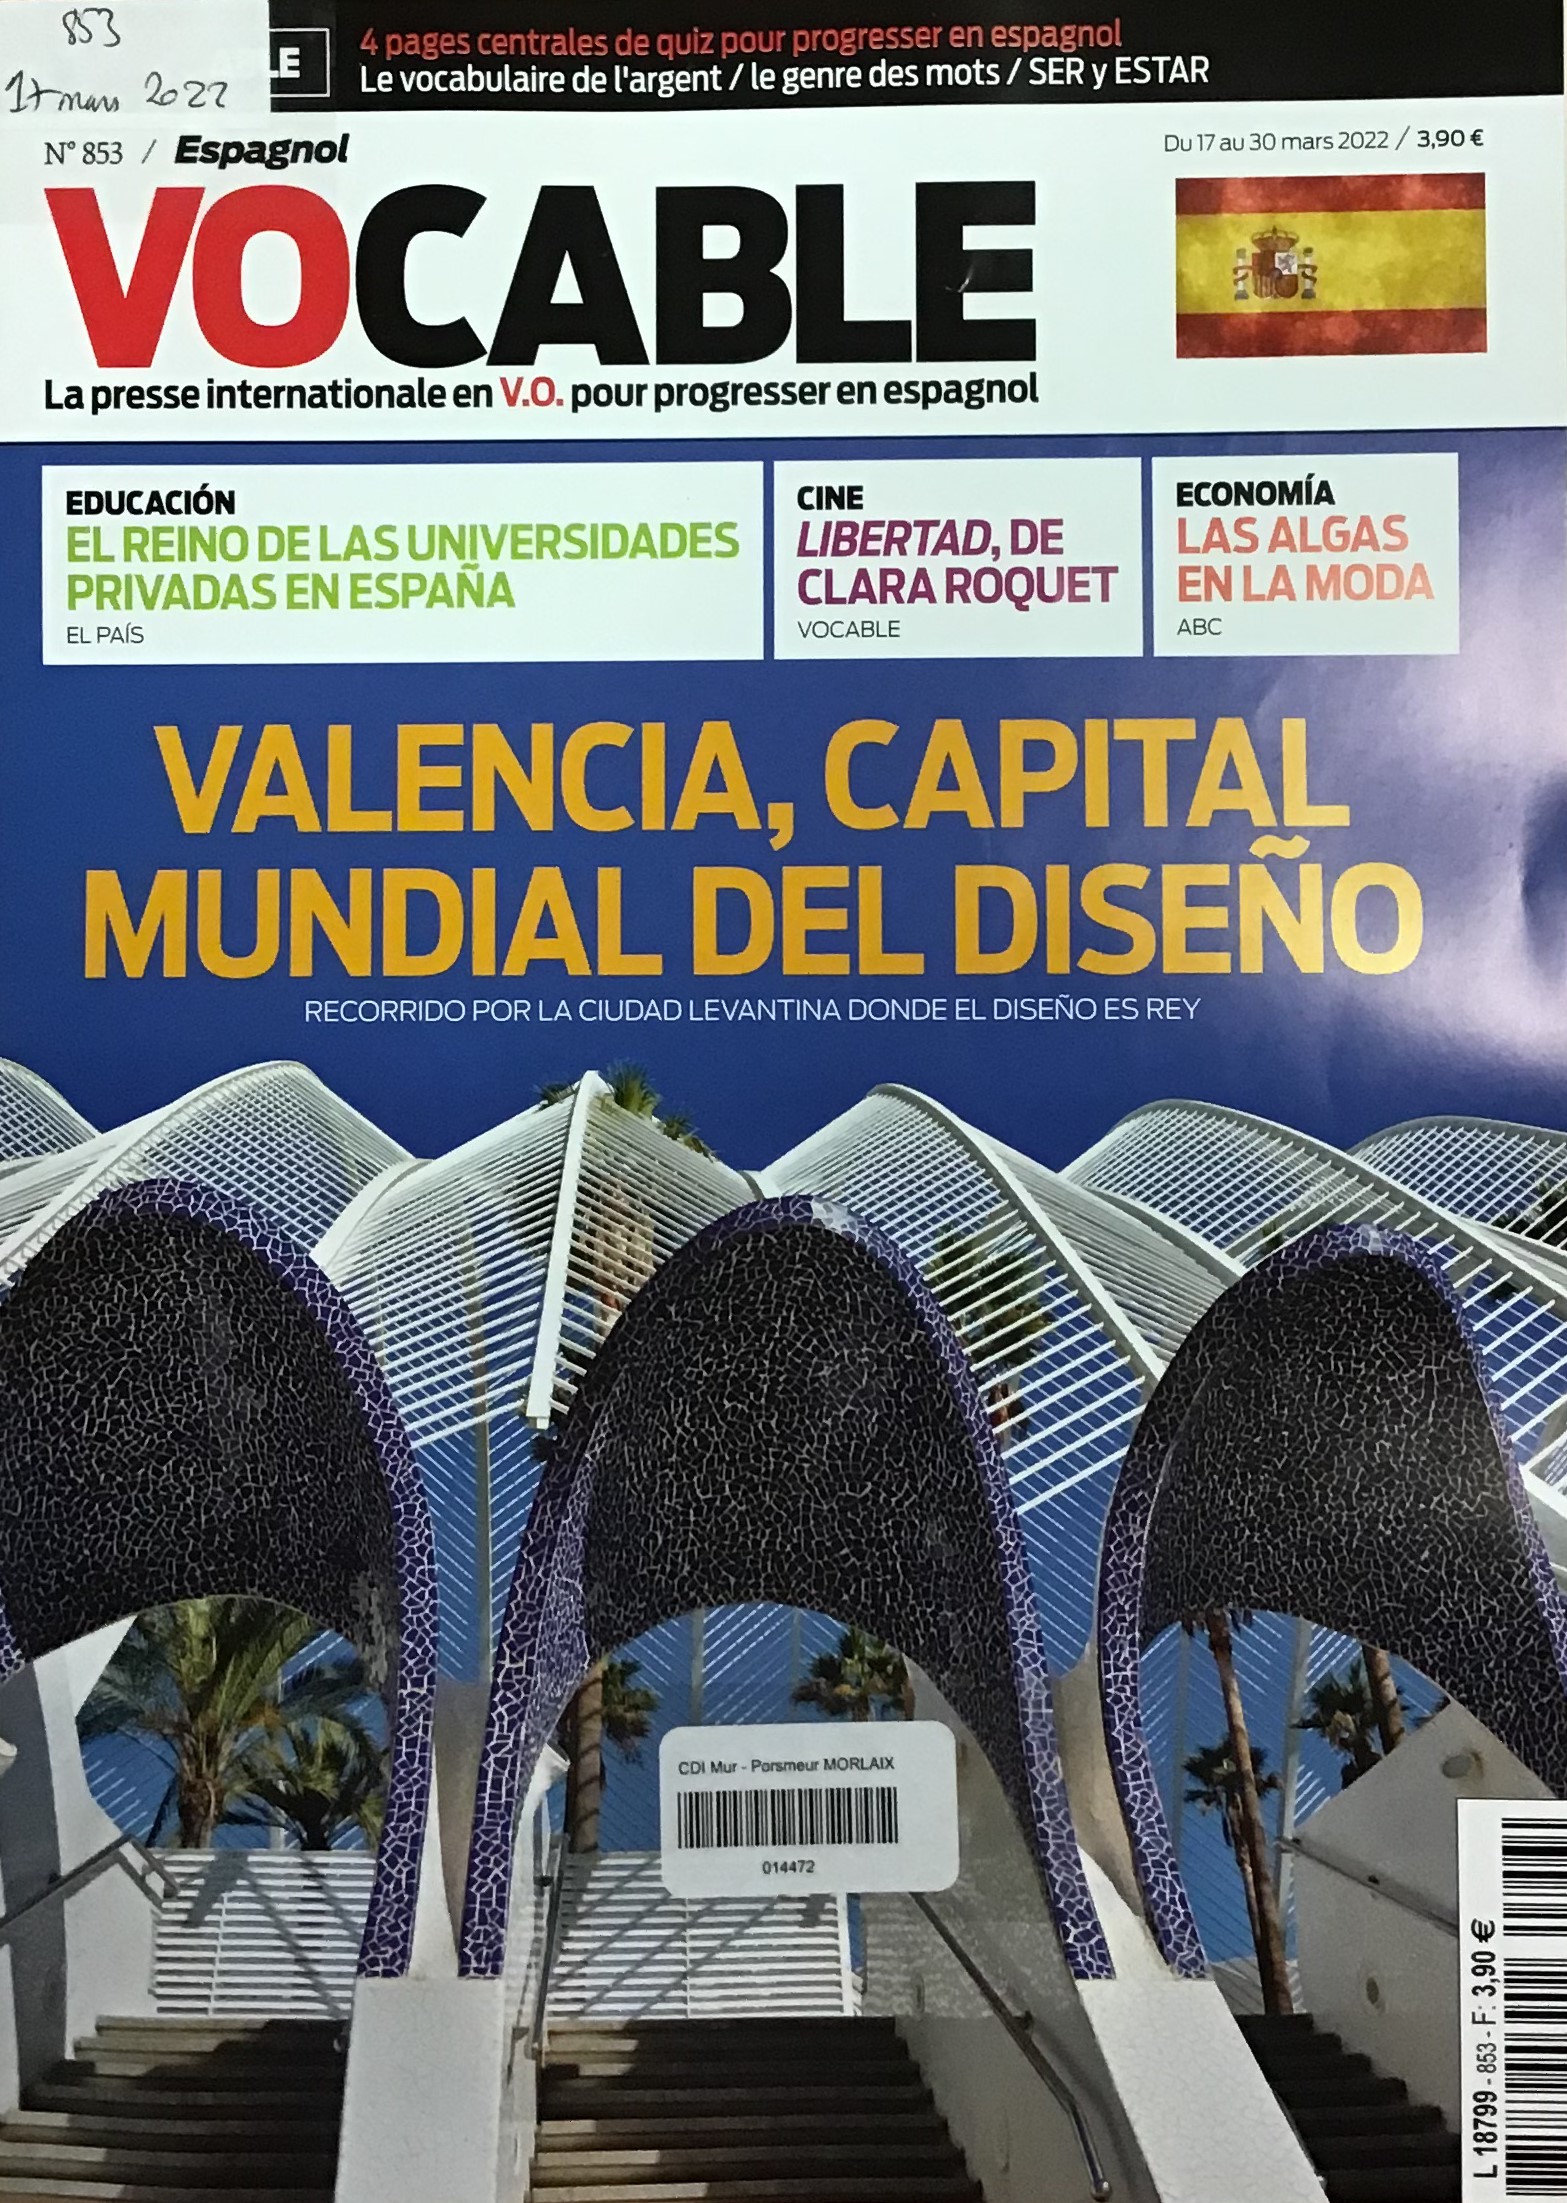 853
17 mars 2022
LE
4 pages centrales de quiz pour progresser en espagnol
Le vocabulaire de l'argent / le genre des mots / SER y ESTAR
N° 853 / Espagnol
Du 17 au 30 mars 2022 / 3,90 €
VOCABLE
La presse internationale en V.O. pour progresser en espagnol
EDUCACIÓN
EL REINO DE LAS UNIVERSIDADES
PRIVADAS EN ESPAÑA
EL PAÍS
CINE
LIBERTAD, DE
CLARA ROQUET
VOCABLE
ECONOMÍA
LAS ALGAS
EN LA MODA
ABC
VALENCIA, CAPITAL
MUNDIAL DEL DISEÑO
RECORRIDO POR LA CIUDAD LEVANTINA DONDE EL DISEÑO ES REY
CDI Mur - Porsmeur MORLAIX
014472
L 18799 - 853 - F: 3,90 €